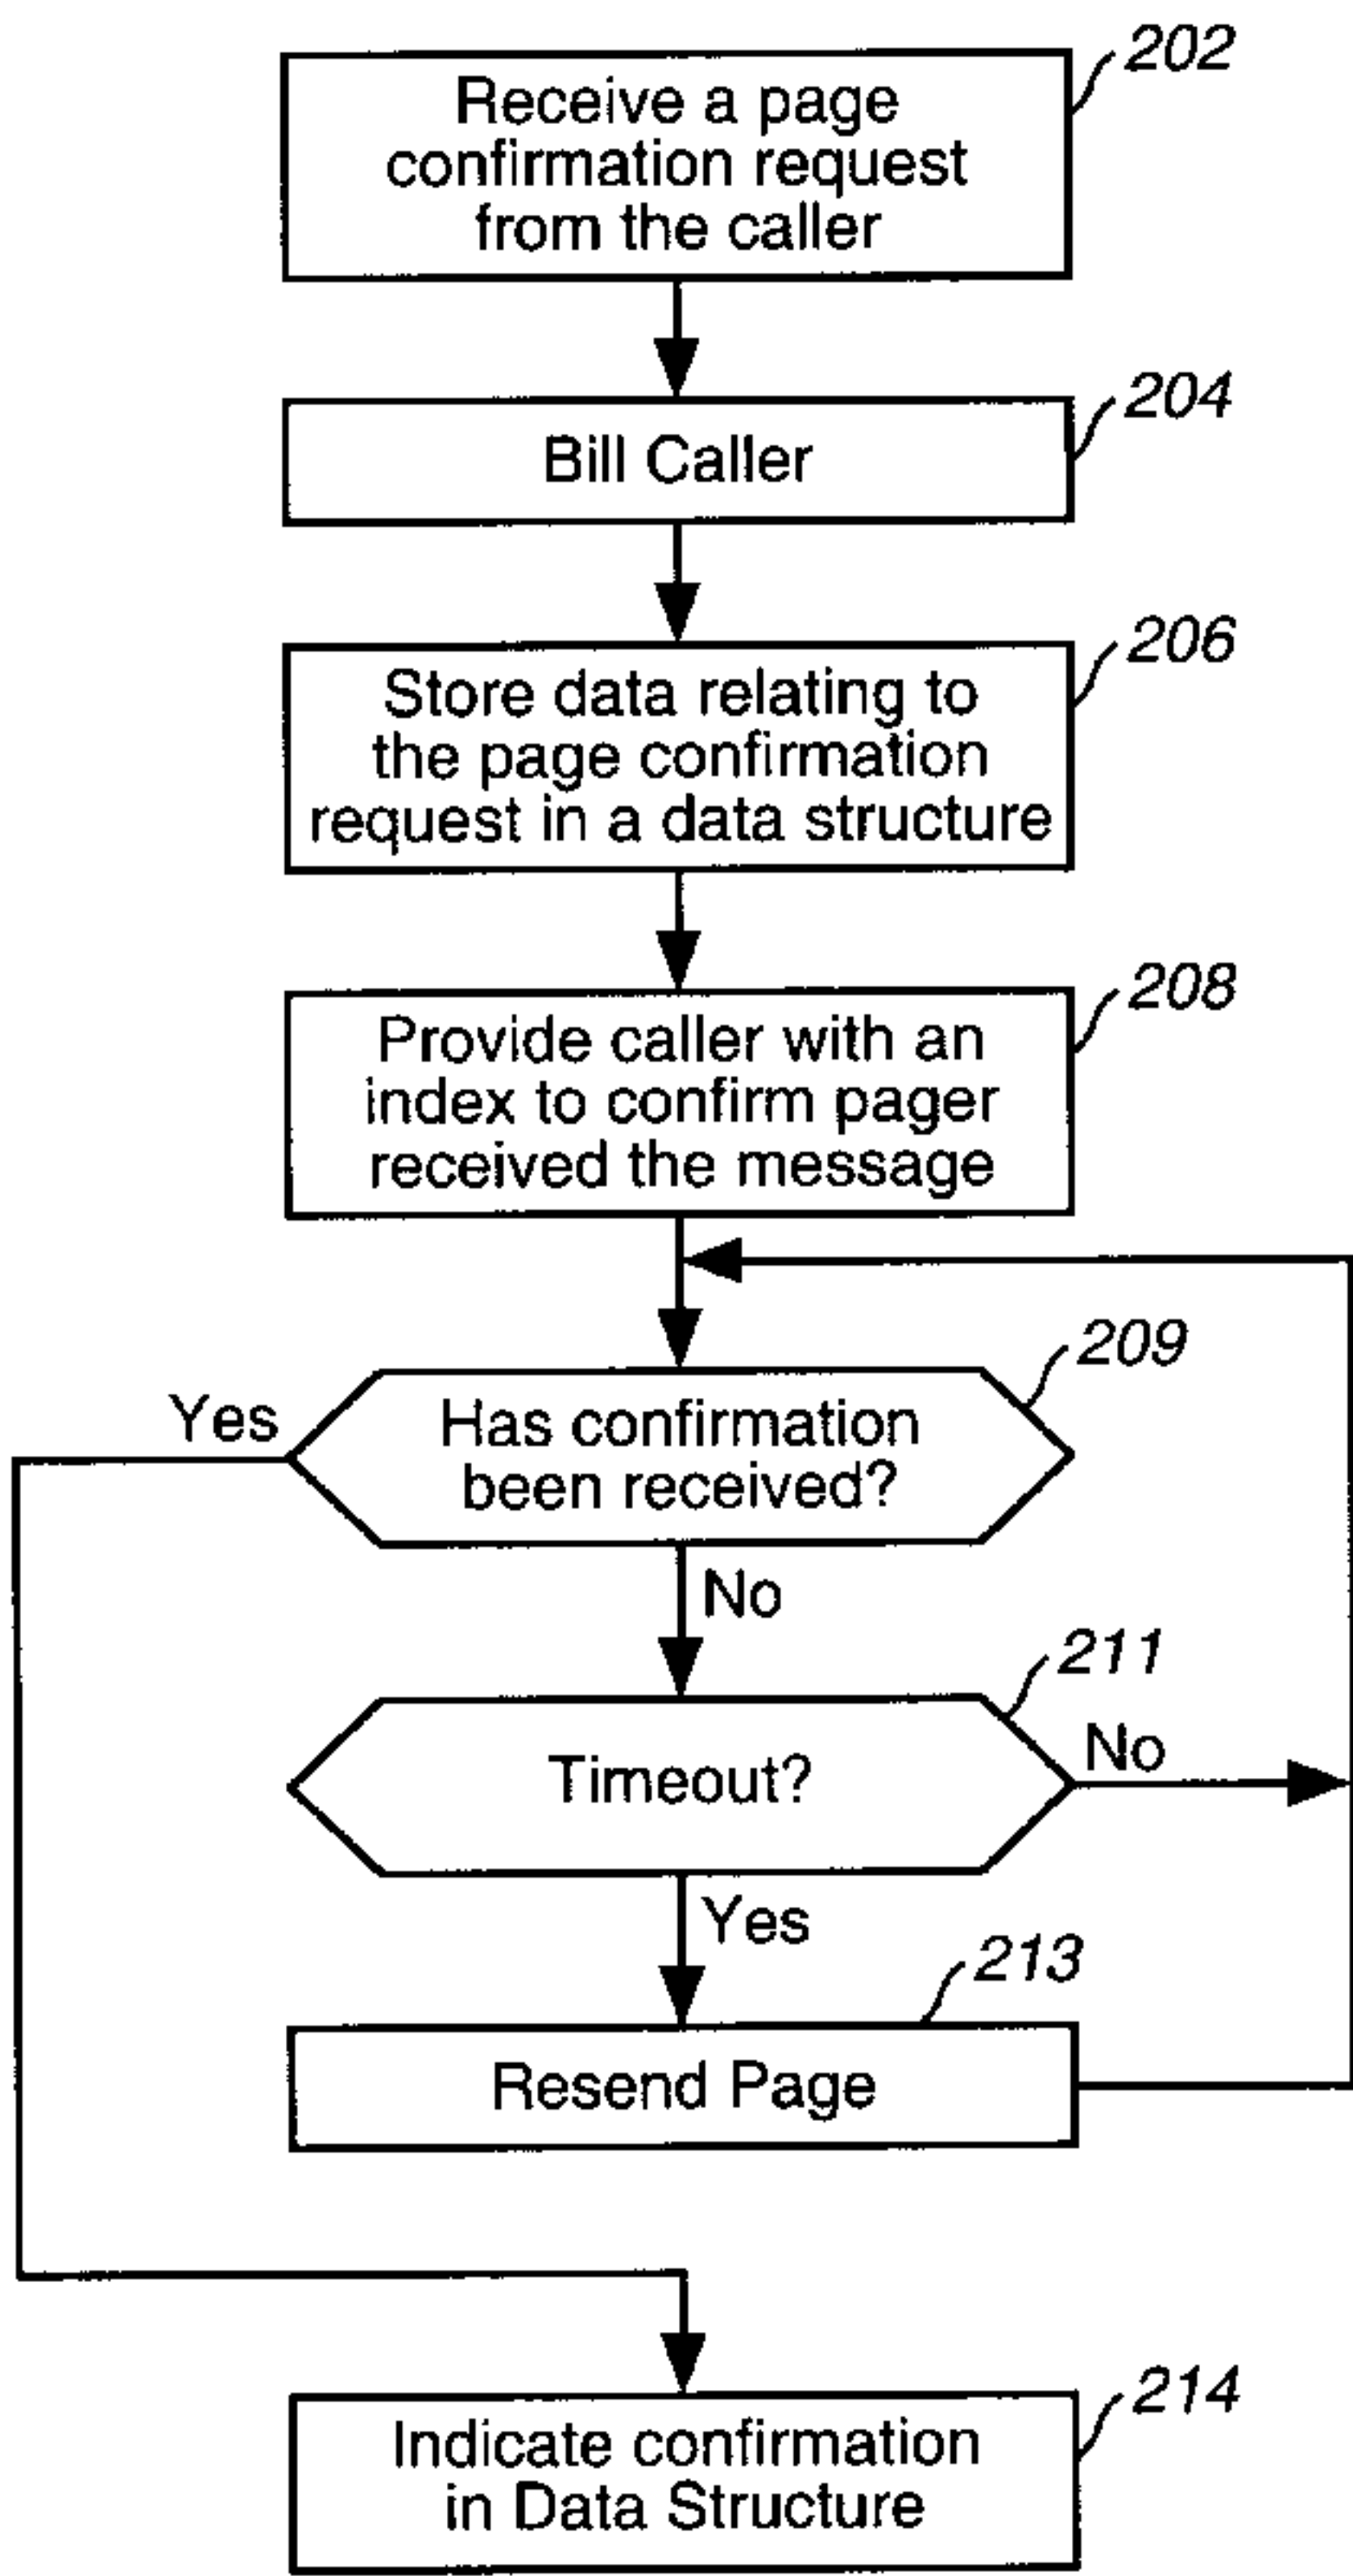 202
Receive a page
confirmation request
from the caller
204
Bill Caller
206
Store data relating to
the page confirmation
request in a data structure
208
Provide caller with an
index to confirm pager
received the message
209
Yes
Has confirmation
been received?
No
211
No
Timeout?
Yes
213
Resend Page
214
Indicate confirmation
in Data Structure